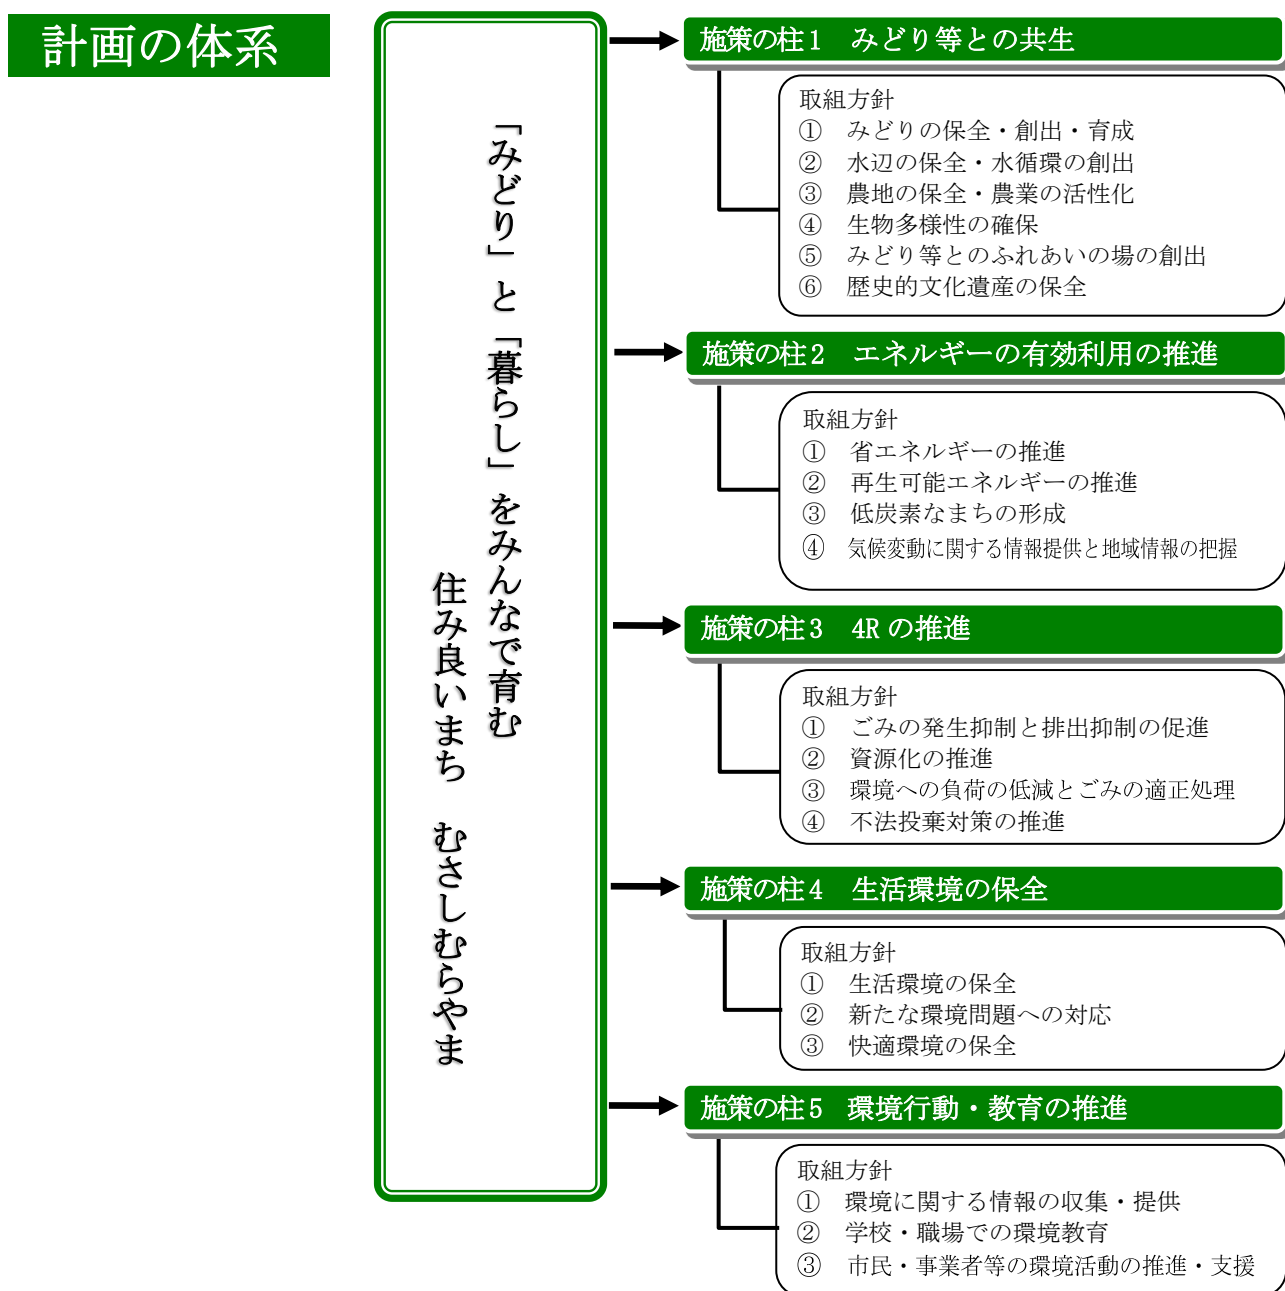 計画の体系
「みどり」と「暮らし」をみんなで育む
住み良いまち　むさしむらやま
施策の柱1　みどり等との共生
取組方針
①　みどりの保全・創出・育成
②　水辺の保全・水循環の創出
③　農地の保全・農業の活性化
④　生物多様性の確保
⑤　みどり等とのふれあいの場の創出
⑥　歴史的文化遺産の保全
施策の柱2　エネルギーの有効利用の推進
取組方針
①　省エネルギーの推進
②　再生可能エネルギーの推進
③　低炭素なまちの形成
④　気候変動に関する情報提供と地域情報の把握
施策の柱3　4Rの推進
取組方針
①　ごみの発生抑制と排出抑制の促進
②　資源化の推進
③　環境への負荷の低減とごみの適正処理
④　不法投棄対策の推進
施策の柱4　生活環境の保全
取組方針
①　生活環境の保全
②　新たな環境問題への対応
③　快適環境の保全
施策の柱5　環境行動・教育の推進
取組方針
①　環境に関する情報の収集・提供
②　学校・職場での環境教育
③　市民・事業者等の環境活動の推進・支援